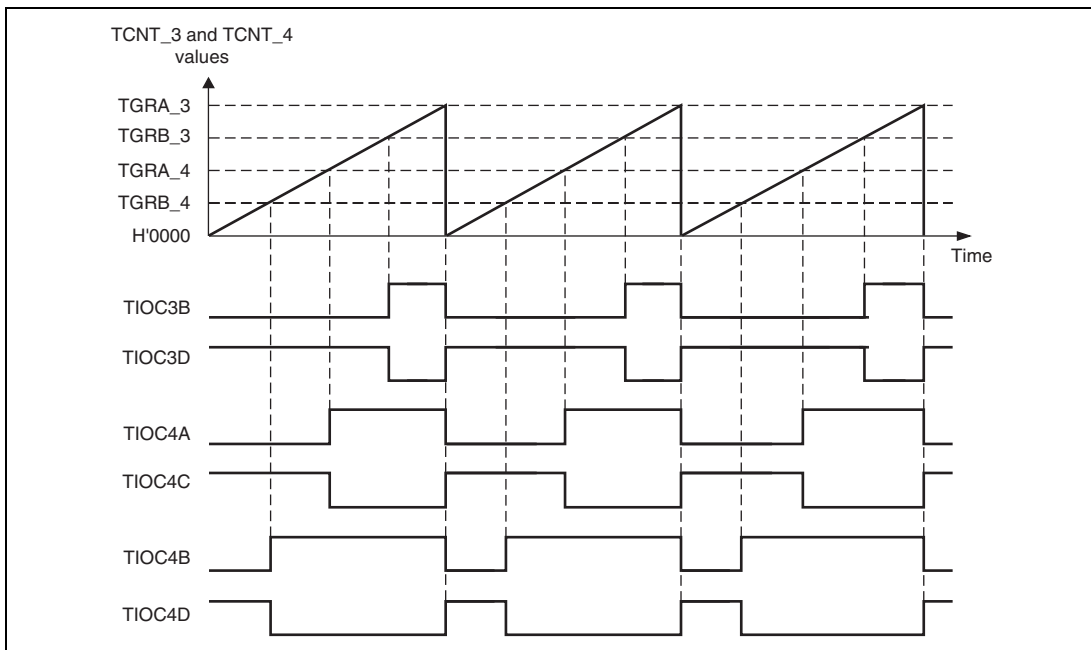 TCNT_3 and TCNT_4
values
TGRA_3
TGRB_3
TGRA_4
TGRB_4
H'0000
Time
TIOC3B
TIOC3D
TIOC4A
TIOC4C
TIOC4B
TIOC4D